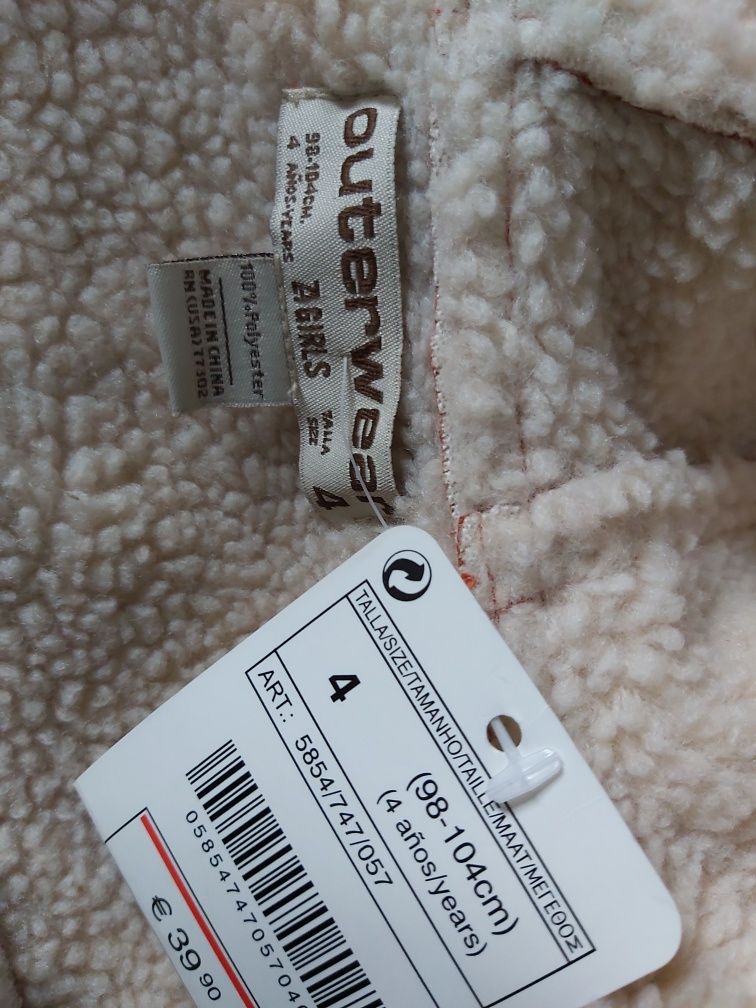 outerwear
98-104CM.
4 AÑOS-YEARS
Z GIRLS
TALLA
SIZE
4
100% Polyester
MADE IN CHINA
RN (USA) 77302
TALLA/SIZE/TAMANHO/TAILLE/MAAT/ΜΕΓΕΘΟΣ
4
(98-104cm)
(4 años/years)
ART.: 5854/747/057
0585474705704
€ 39 90